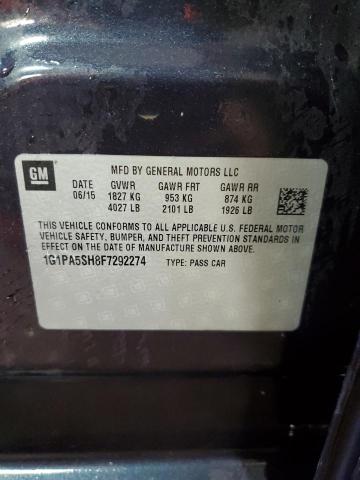 GM
MFD BY GENERAL MOTORS LLC
DATE GVWR GAWR FRT GAWR RR
06/15 1827 KG 953 KG 874 KG
4027 LB 2101 LB 1926 LB
THIS VEHICLE CONFORMS TO ALL APPLICABLE U.S. FEDERAL MOTOR
VEHICLE SAFETY, BUMPER, AND THEFT PREVENTION STANDARDS IN
EFFECT ON THE DATE OF MANUFACTURE SHOWN ABOVE.
1G1PA5SH8F7292274 TYPE: PASS CAR